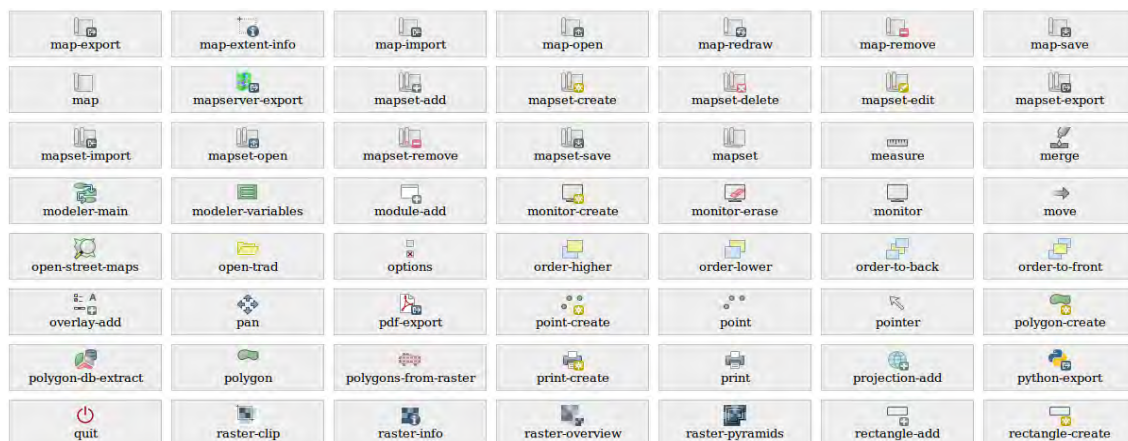 map-export map-extent-info map-import map-open map-redraw map-remove map-save
map mapserver-export mapset-add mapset-create mapset-delete mapset-edit mapset-export
mapset-import mapset-open mapset-remove mapset-save mapset measure merge
modeler-main modeler-variables module-add monitor-create monitor-erase monitor move
open-street-maps open-trad options order-higher order-lower order-to-back order-to-front
overlay-add pan pdf-export point-create point pointer polygon-create
polygon-db-extract polygon polygons-from-raster print-create print projection-add python-export
quit raster-clip raster-info raster-overview raster-pyramids rectangle-add rectangle-create